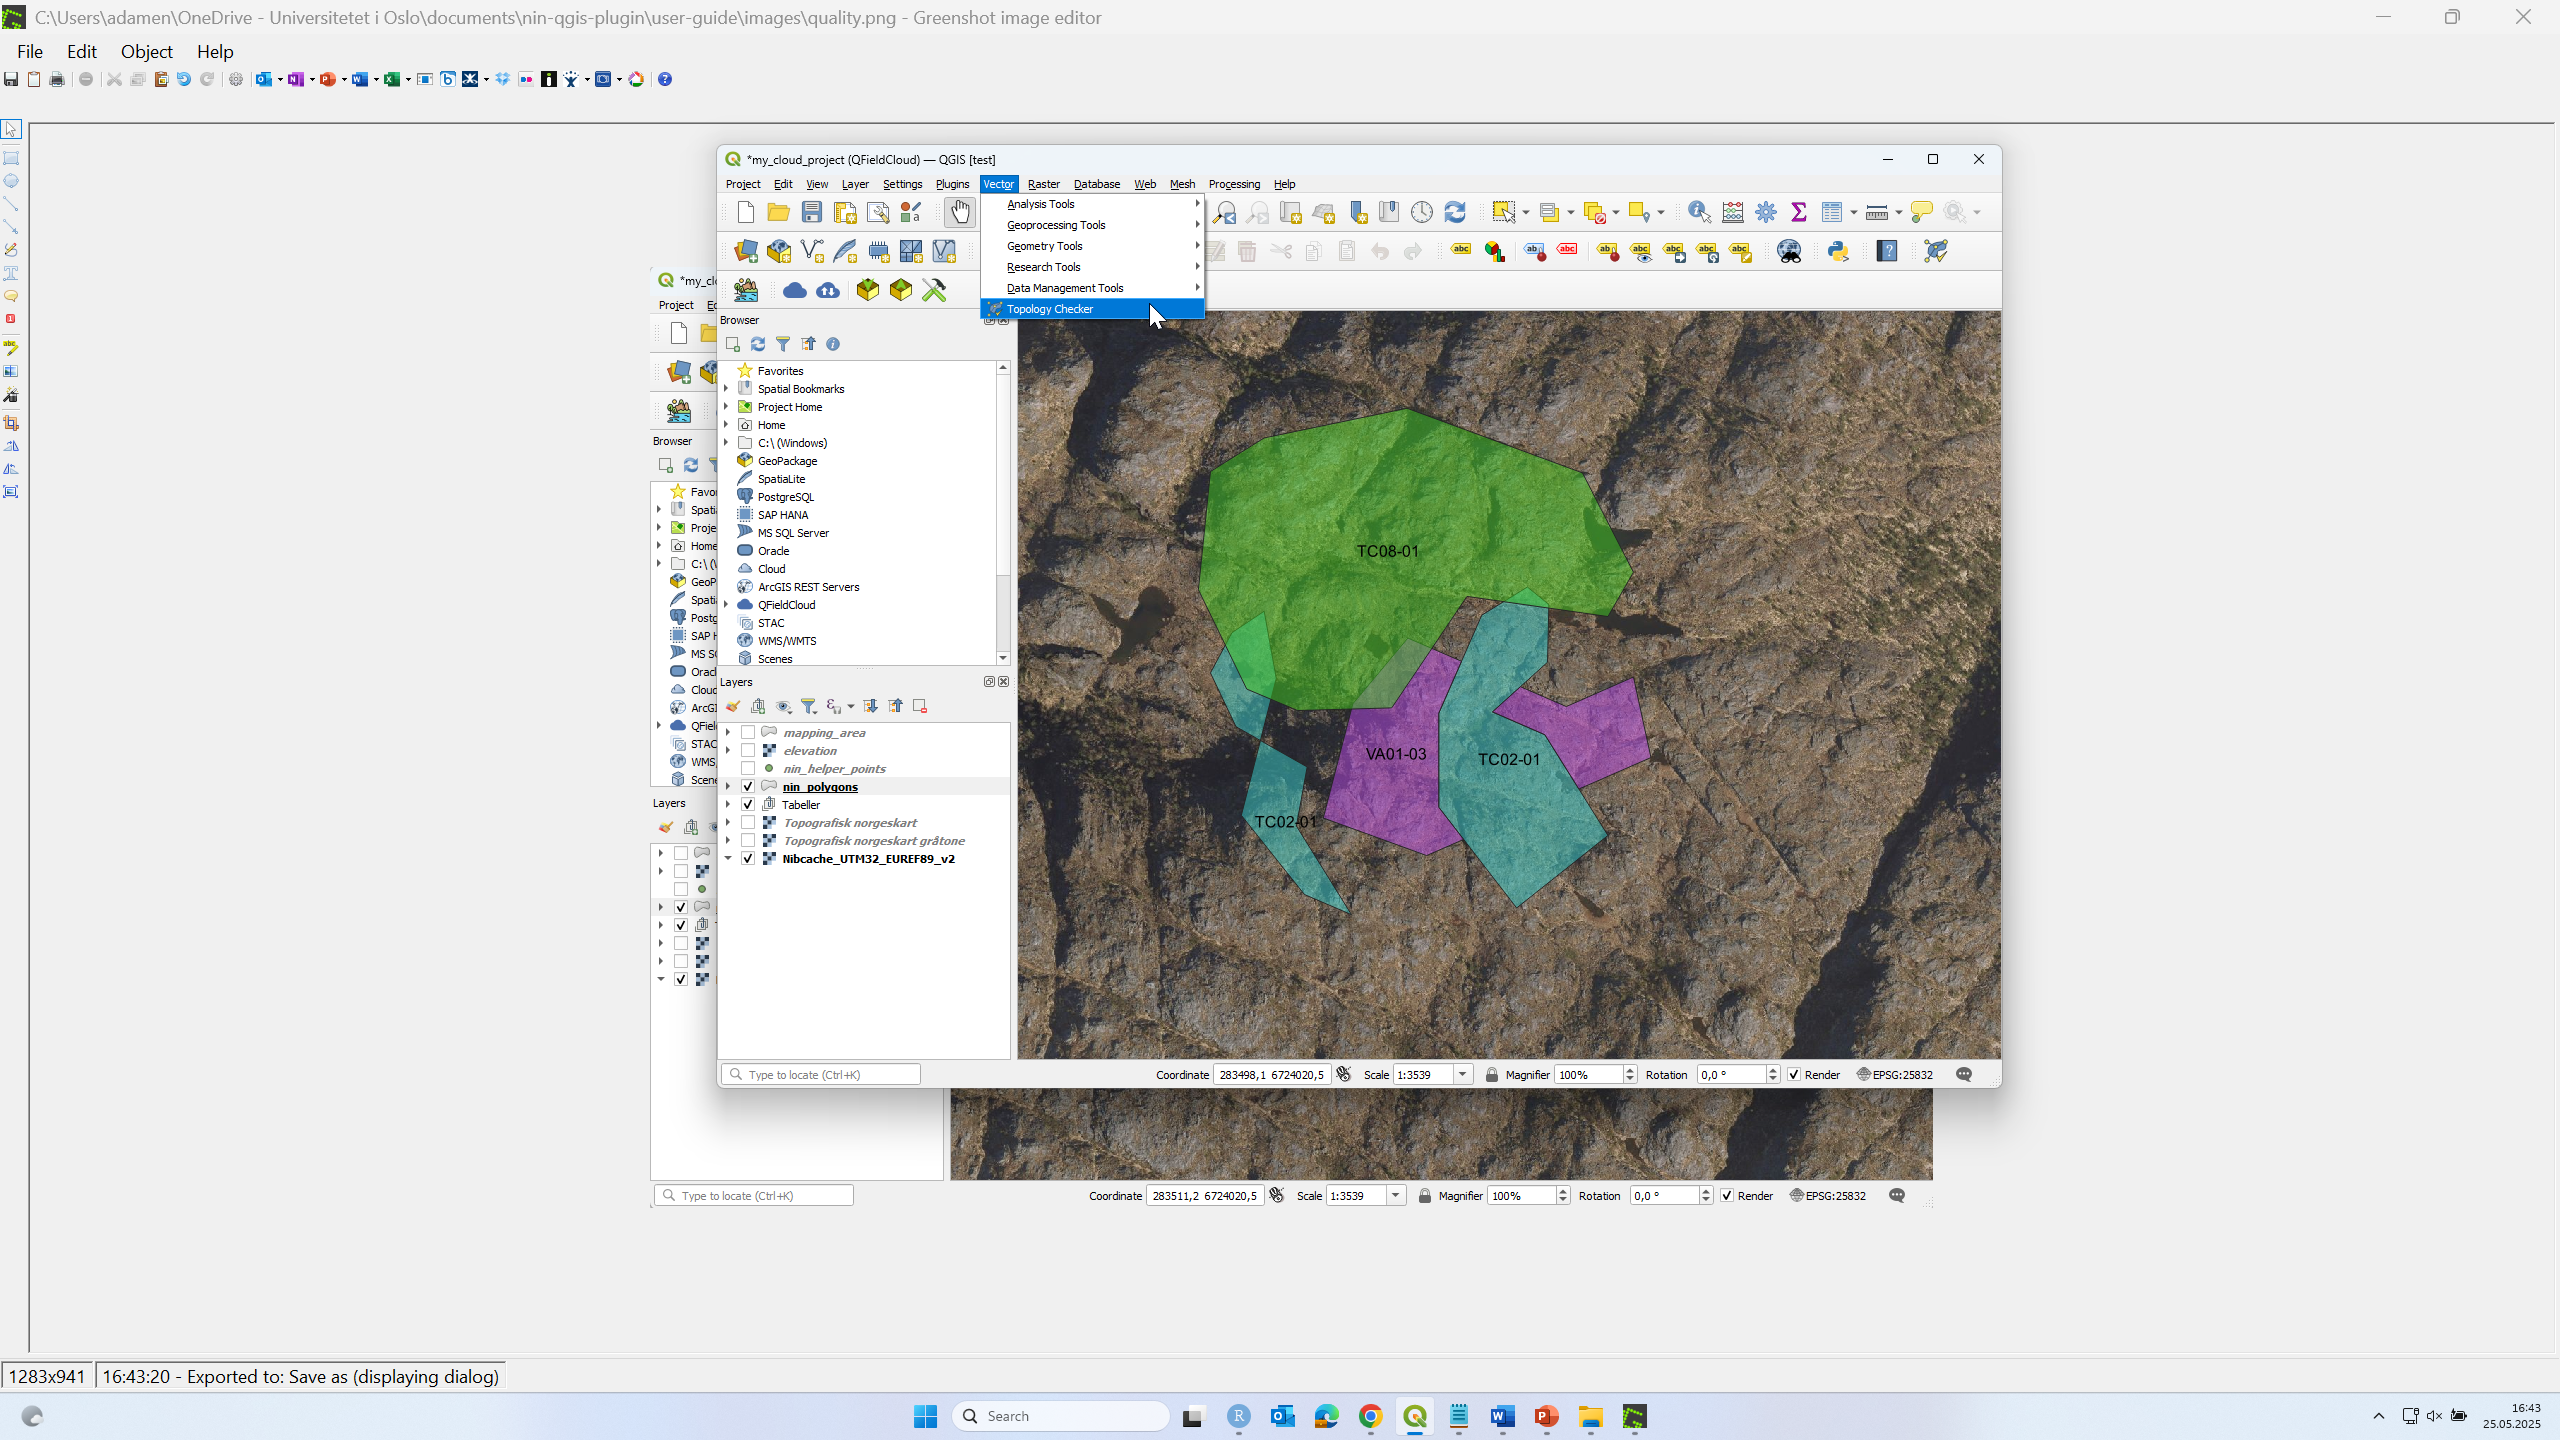 C:\Users\adamen\OneDrive - Universitetet i Oslo\documents\nin-qgis-plugin\user-guide\images\quality.png - Greenshot image editor
File Edit Object Help
*my_cloud_project (QFieldCloud) — QGIS [test]
Project Edit View Layer Settings Plugins Vector Raster Database Web Mesh Processing Help
Analysis Tools
Geoprocessing Tools
Geometry Tools
Research Tools
Data Management Tools
Topology Checker
Browser
Favorites
Spatial Bookmarks
Project Home
Home
C:\ (Windows)
GeoPackage
SpatiaLite
PostgreSQL
SAP HANA
MS SQL Server
Oracle
Cloud
ArcGIS REST Servers
QFieldCloud
STAC
WMS/WMTS
Scenes
Layers
mapping_area
elevation
nin_helper_points
nin_polygons
Tabeller
Topografisk norgeskart
Topografisk norgeskart gråtone
Nibcache_UTM32_EUREF89_v2
TC08-01
VA01-03
TC02-01
TC02-01
Type to locate (Ctrl+K)
Coordinate 283498,1 6724020,5 Scale 1:3539 Magnifier 100% Rotation 0,0 ° Render EPSG:25832
*my_cl
Project
Browser
Favo
Spati
Proje
Home
C:\ (
GeoP
Spati
Postg
SAP H
MS S
Oracl
Cloud
ArcGI
QFiel
STAC
WMS,
Scene
Layers
Type to locate (Ctrl+K)
Coordinate 283511,2 6724020,5 Scale 1:3539 Magnifier 100% Rotation 0,0 ° Render EPSG:25832
1283x941 16:43:20 - Exported to: Save as (displaying dialog)
Search
16:43
25.05.2025